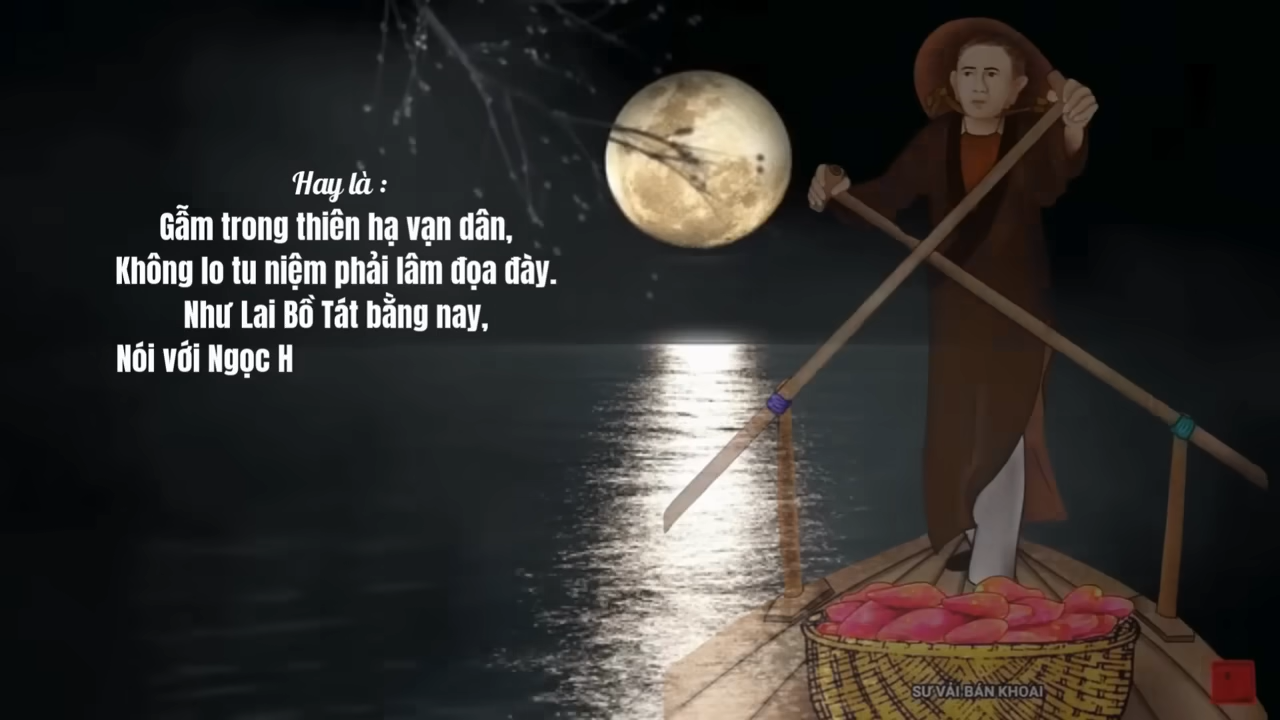 Hay là :
Gẫm trong thiên hạ vạn dân,
Không lo tu niệm phải lâm đọa đày.
Như Lai Bồ Tát bằng nay,
Nói với Ngọc H
SƯ VÃI BÁN KHOAI